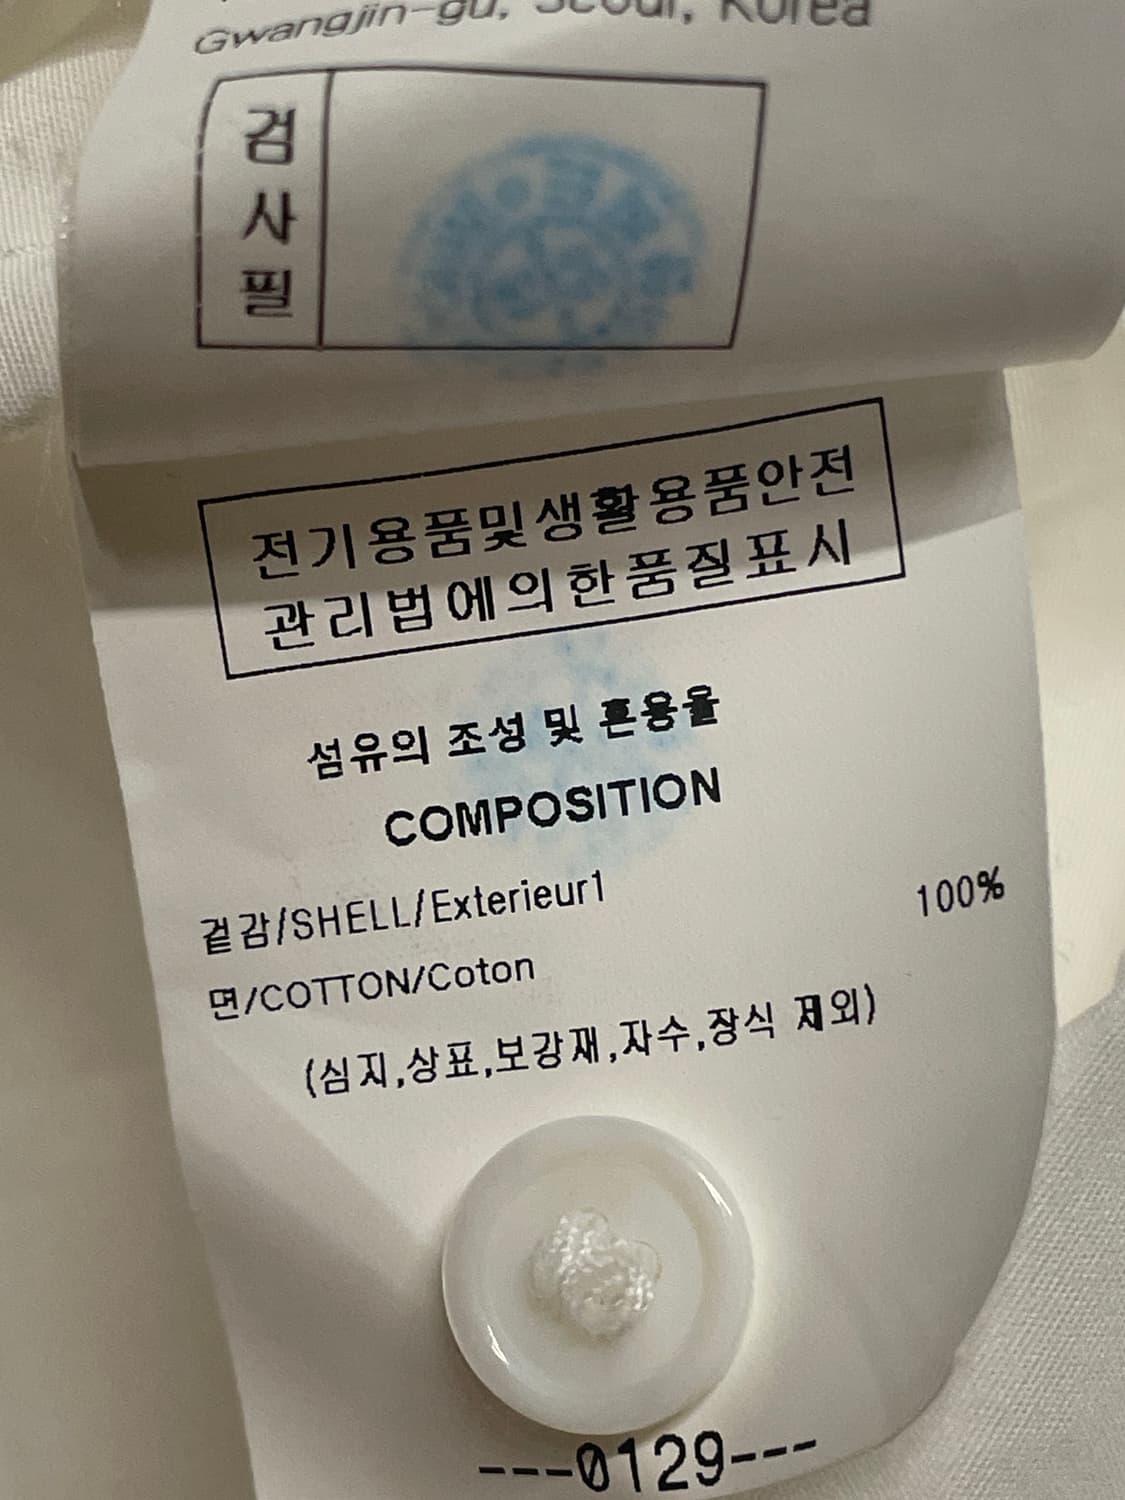 Gwangjin-gu, Seoul, Korea
검사필
전기용품및생활용품안전
관리법에의한품질표시
섬유의 조성 및 혼용율
COMPOSITION
겉감/SHELL/Exterieur1
100%
면/COTTON/Coton
(심지,상표,보강재,자수,장식 제외)
---0129---